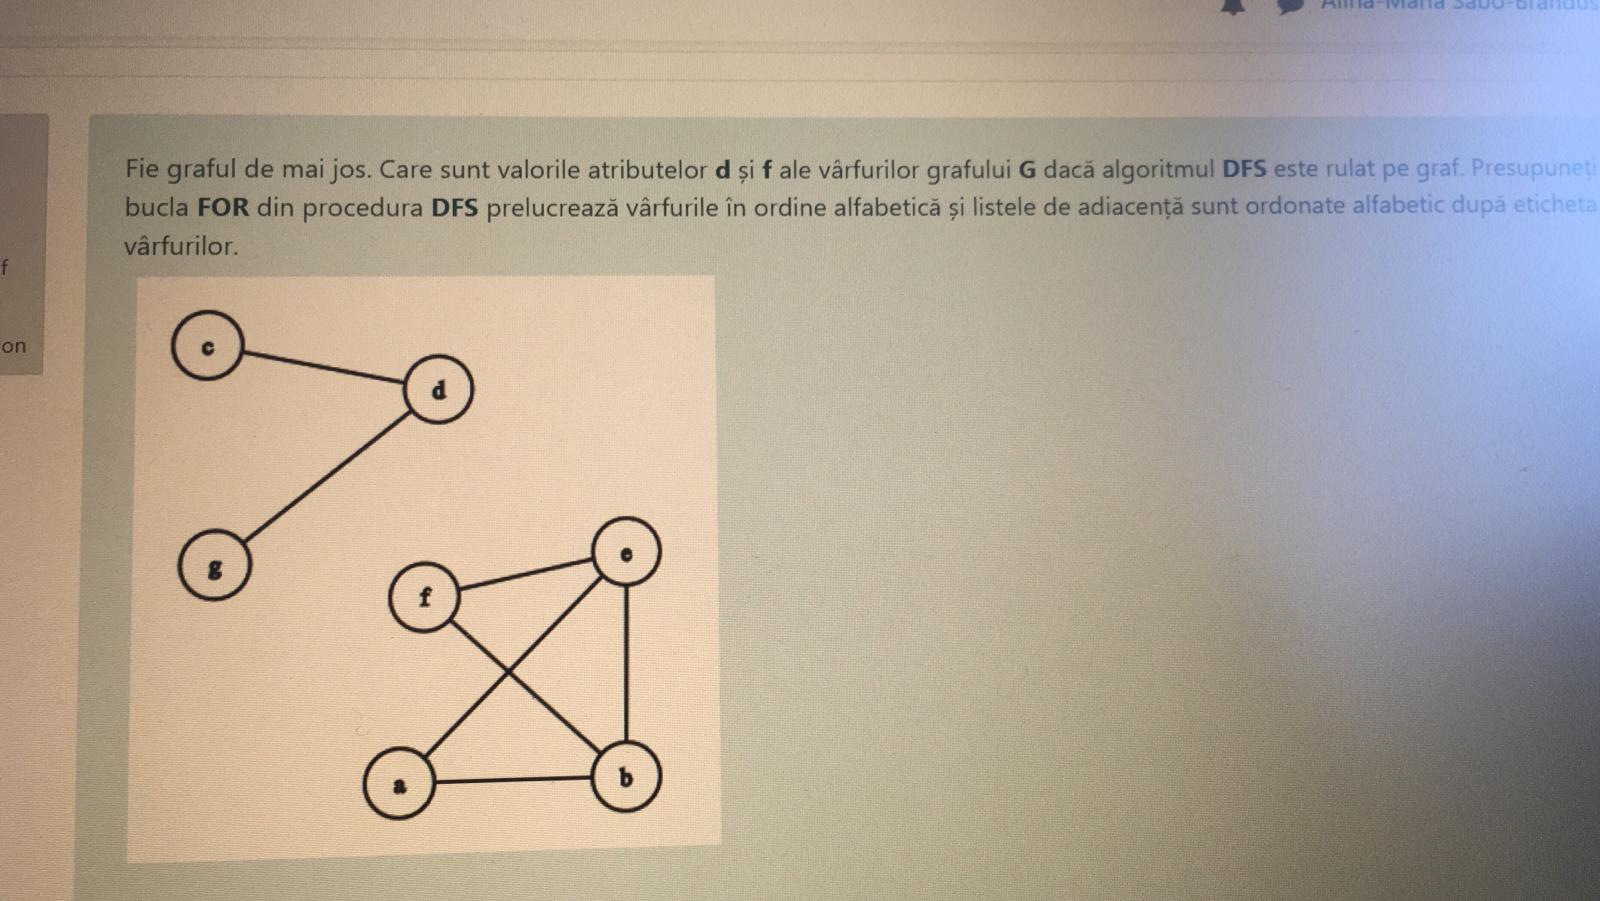 Alina-Maria Sabo-Brandus
Fie graful de mai jos. Care sunt valorile atributelor d și f ale vârfurilor grafului G dacă algoritmul DFS este rulat pe graf. Presupuneți
bucla FOR din procedura DFS prelucrează vârfurile în ordine alfabetică și listele de adiacență sunt ordonate alfabetic după eticheta
vârfurilor.
f
on
c
d
g
f
e
a
b